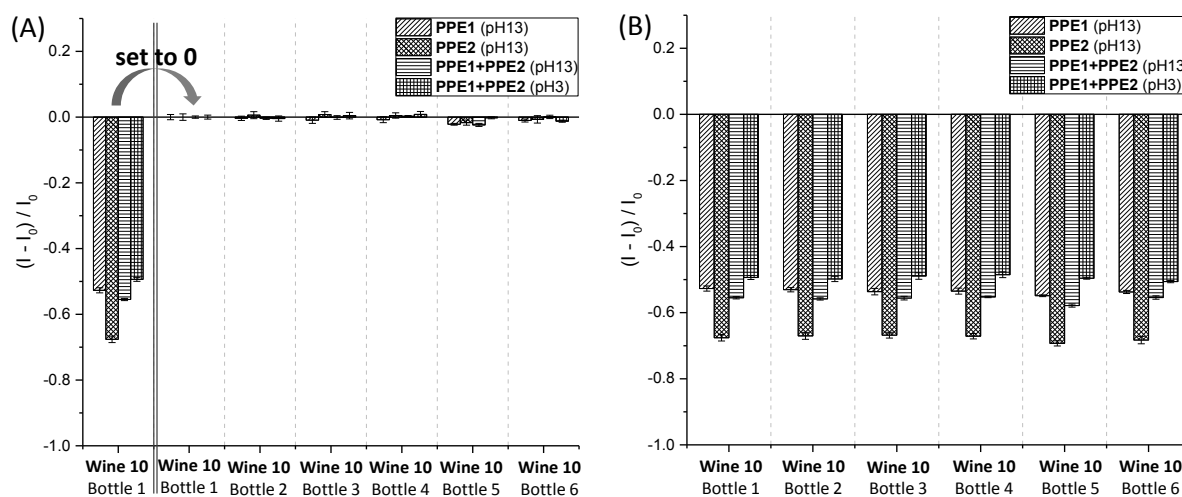 (A)
(I - I0) / I0
0.2
0.0
-0.2
-0.4
-0.6
-0.8
-1.0
set to 0
PPE1 (pH13)
PPE2 (pH13)
PPE1+PPE2 (pH13)
PPE1+PPE2 (pH3)
Wine 10 Wine 10 Wine 10 Wine 10 Wine 10 Wine 10 Wine 10
Bottle 1 Bottle 1 Bottle 2 Bottle 3 Bottle 4 Bottle 5 Bottle 6
(B)
(I - I0) / I0
0.2
0.0
-0.2
-0.4
-0.6
-0.8
-1.0
PPE1 (pH13)
PPE2 (pH13)
PPE1+PPE2 (pH13
PPE1+PPE2 (pH3)
Wine 10 Wine 10 Wine 10 Wine 10 Wine 10 Wine 10
Bottle 1 Bottle 2 Bottle 3 Bottle 4 Bottle 5 Bottle 6